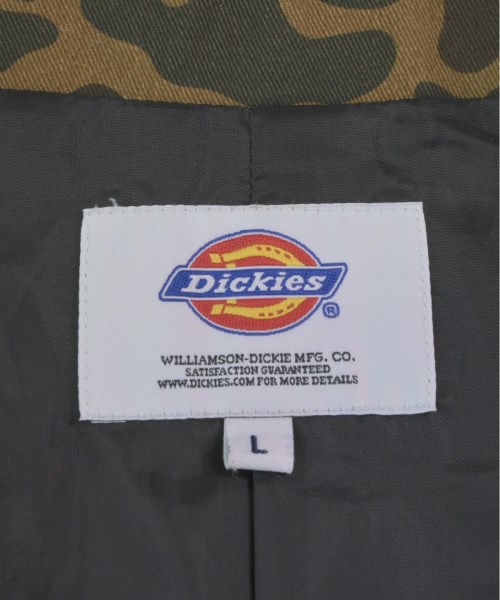 Dickies
®
WILLIAMSON-DICKIE MFG. CO.
SATISFACTION GUARANTEED
WWW.DICKIES.COM FOR MORE DETAILS
L